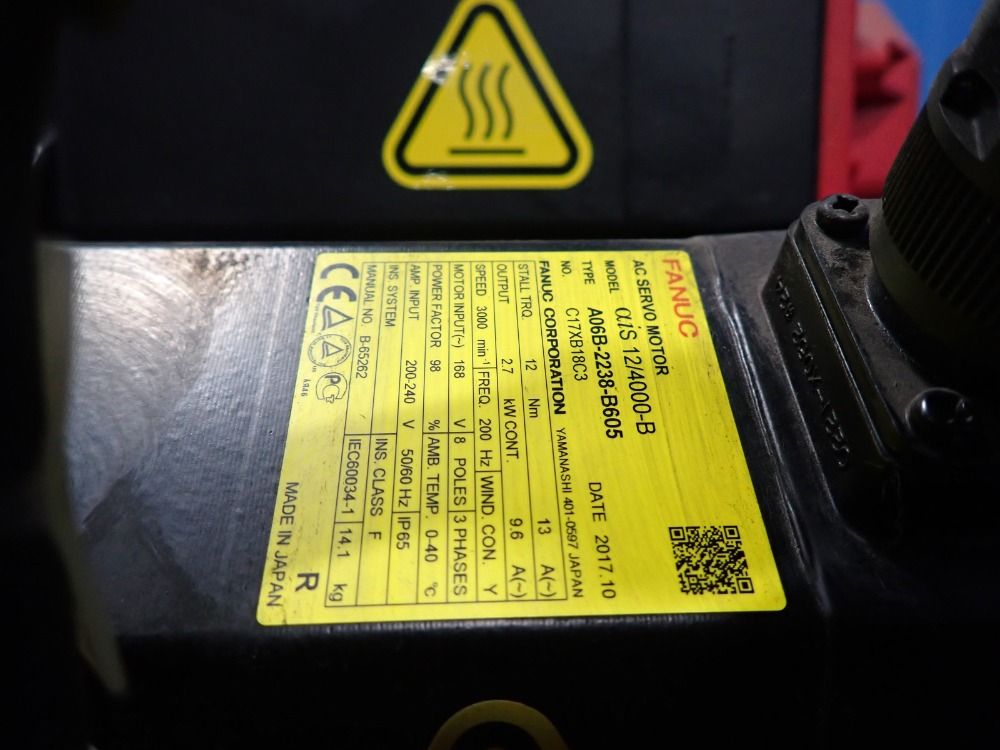 FANUC
AC SERVO MOTOR
MODEL αiS 12/4000-B
TYPE A06B-2238-B605 DATE 2017.10
NO. C17XB18C3
FANUC CORPORATION YAMANASHI 401-0597 JAPAN
STALL TRQ. 12 Nm 13 A(~)
OUTPUT 2.7 kW CONT. 9.6 A(~)
SPEED 3000 min⁻¹ FREQ. 200 Hz WIND. CON. Y
MOTOR INPUT(~) 168 V 8 POLES 3 PHASES
POWER FACTOR 98 % AMB. TEMP. 0-40 °C
AMP. INPUT 200-240 V 50/60 Hz IP65
INS. SYSTEM INS. CLASS F
MANUAL NO. B-65262 IEC60034-1 14.1 kg
CE
R
MADE IN JAPAN